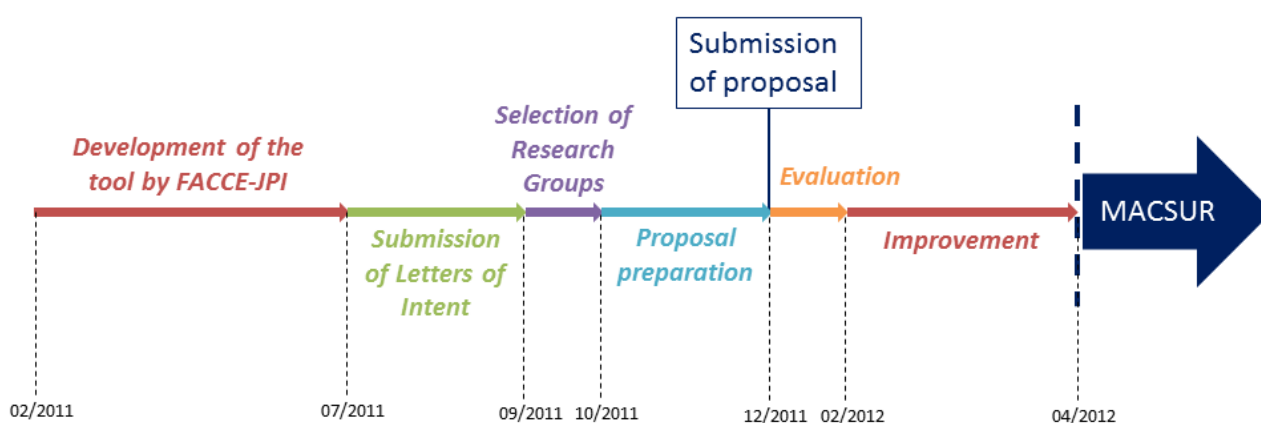 Submission
of proposal
Development of the
tool by FACCE-JPI
Selection of
Research
Groups
Evaluation
Submission
of Letters of
Intent
Proposal
preparation
Improvement
MACSUR
02/2011
07/2011
09/2011
10/2011
12/2011
02/2012
04/2012